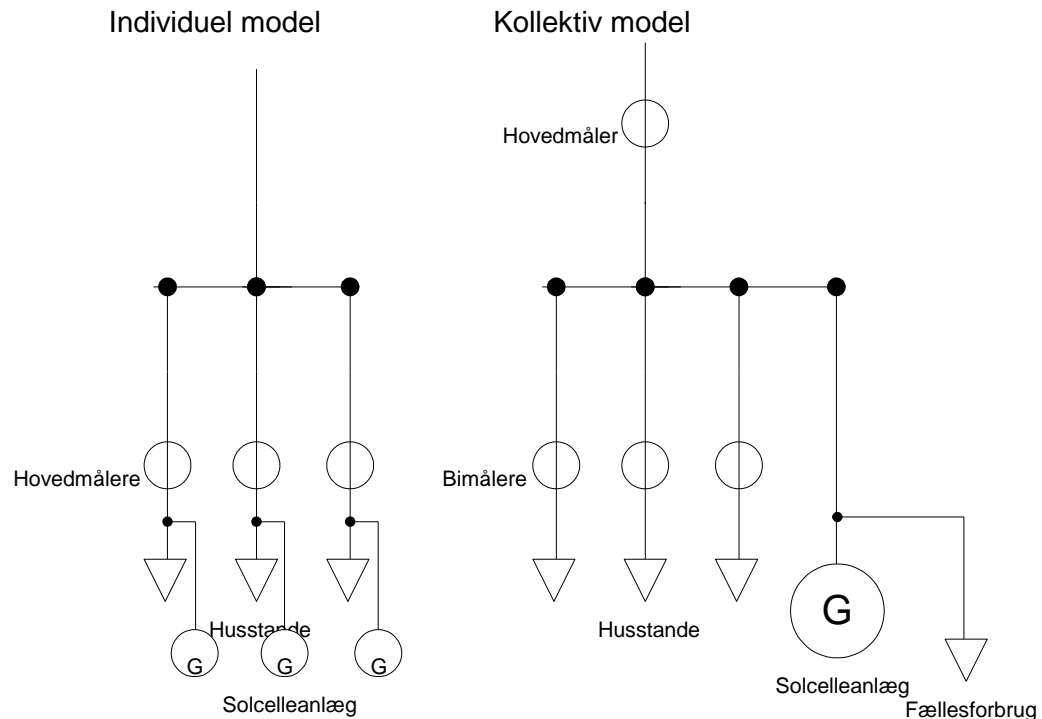 Individuel model
Kollektiv model
Hovedmåler
Hovedmålere
Bimålere
Husstande
G
G
G
Solcelleanlæg
Husstande
G
Solcelleanlæg
Fællesforbrug